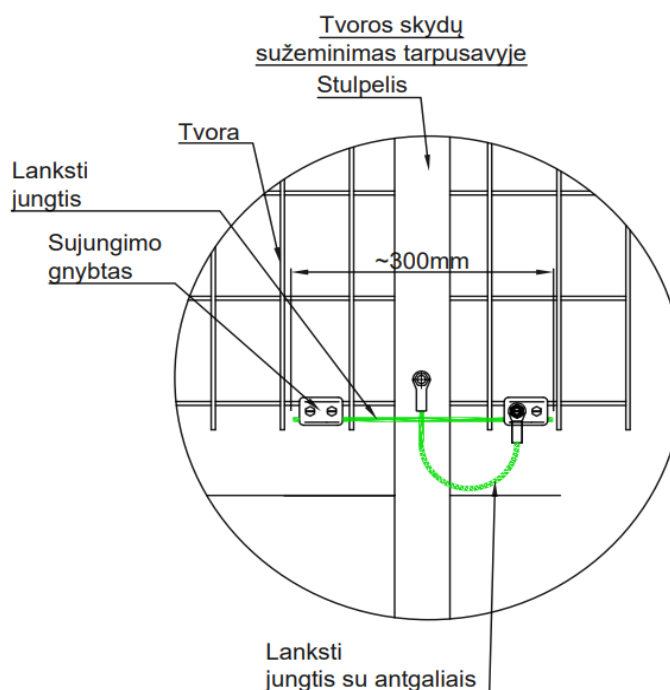 Tvoros skydų
sužeminimas tarpusavyje
Stulpelis
Tvora
Lanksti
jungtis
Sujungimo
gnybtas
~300mm
Lanksti
jungtis su antgaliais